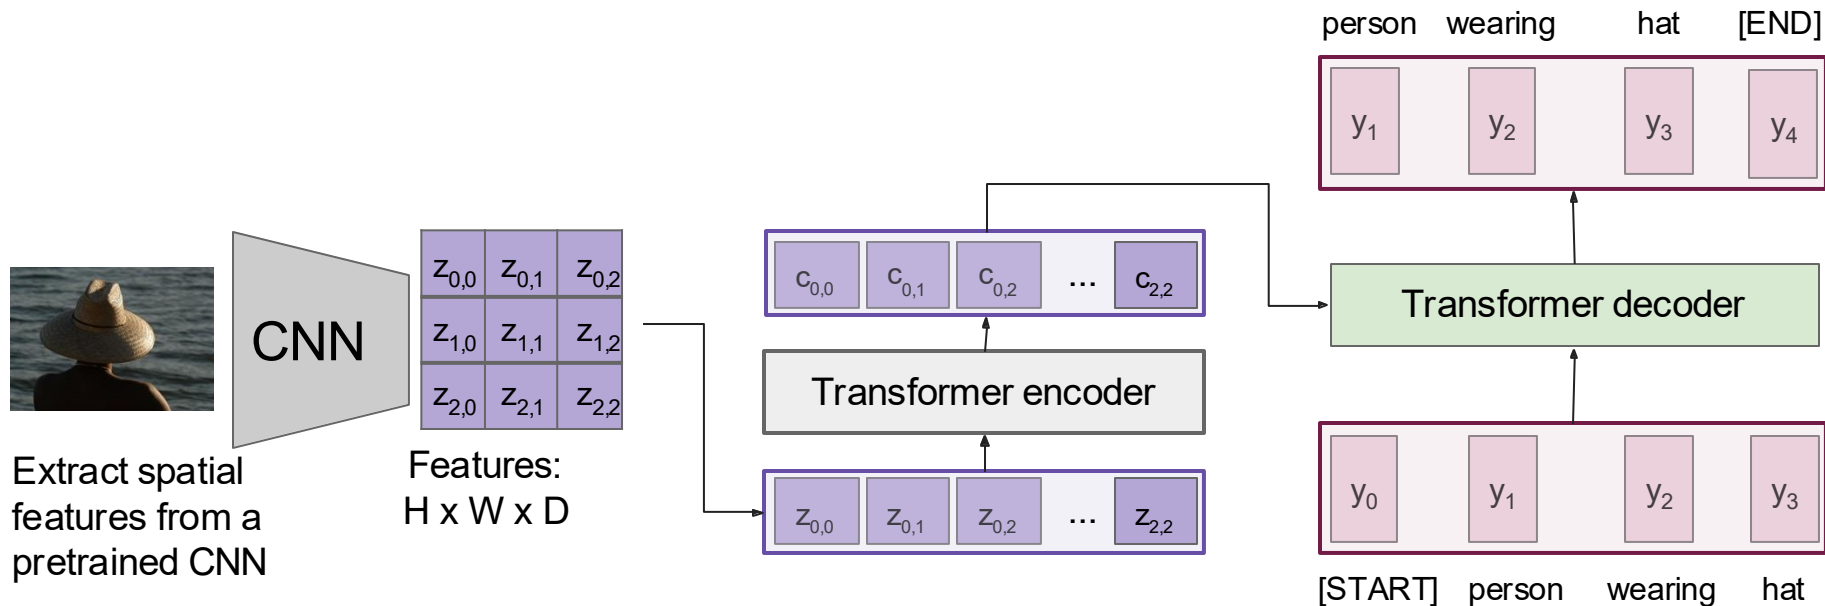 person wearing hat [END]
y1 y2 y3 y4
c0,0 c0,1 c0,2 ... c2,2
Transformer decoder
CNN
z0,0 z0,1 z0,2
z1,0 z1,1 z1,2
z2,0 z2,1 z2,2
Transformer encoder
Extract spatial
features from a
pretrained CNN
Features:
H x W x D
z0,0 z0,1 z0,2 ... z2,2
y0 y1 y2 y3
[START] person wearing hat